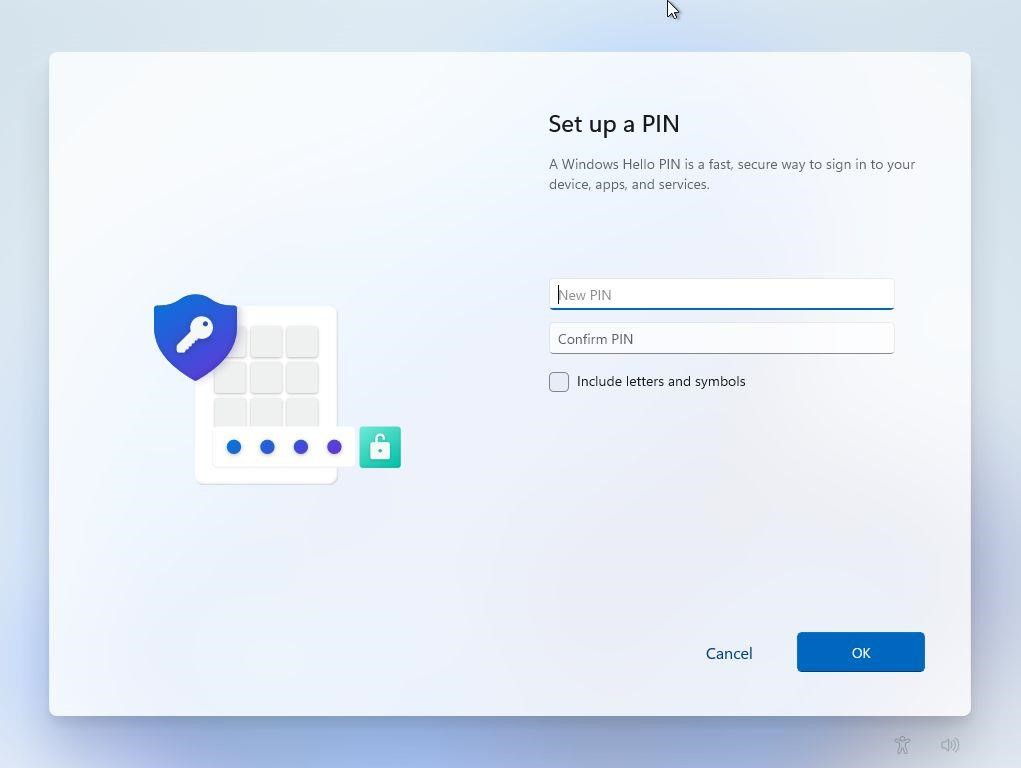 Set up a PIN
A Windows Hello PIN is a fast, secure way to sign in to your
device, apps, and services.
New PIN
Confirm PIN
Include letters and symbols
Cancel
OK